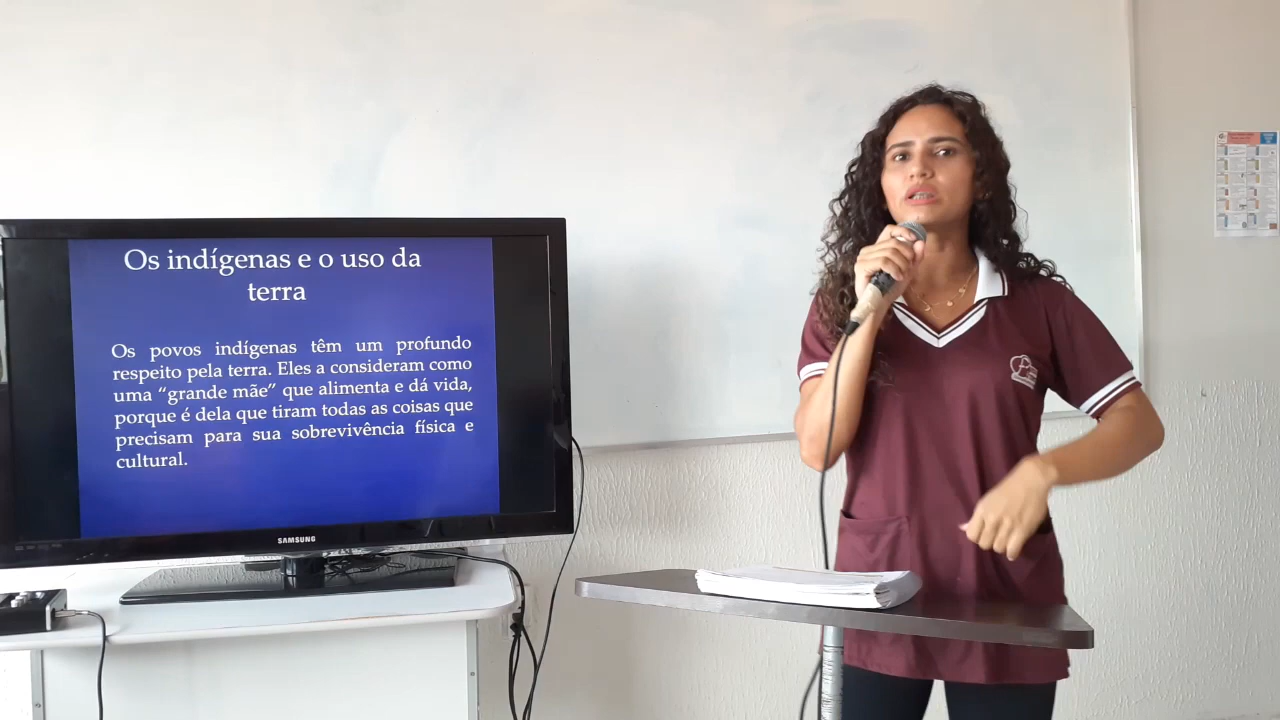 Os indígenas e o uso da
terra
Os povos indígenas têm um profundo
respeito pela terra. Eles a consideram como
uma “grande mãe” que alimenta e dá vida,
porque é dela que tiram todas as coisas que
precisam para sua sobrevivência física e
cultural.
SAMSUNG